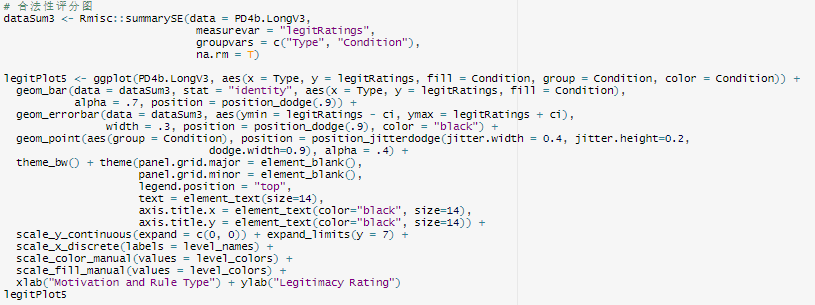 # 合法性评分图
dataSum3 <- Rmisc::summarySE(data = PD4b.LongV3,
measurevar = "legitRatings",
groupvars = c("Type", "Condition"),
na.rm = T)
legitPlot5 <- ggplot(PD4b.LongV3, aes(x = Type, y = legitRatings, fill = Condition, group = Condition, color = Condition)) +
geom_bar(data = dataSum3, stat = "identity", aes(x = Type, y = legitRatings, fill = Condition),
alpha = .7, position = position_dodge(.9)) +
geom_errorbar(data = dataSum3, aes(ymin = legitRatings - ci, ymax = legitRatings + ci),
width = .3, position = position_dodge(.9), color = "black") +
geom_point(aes(group = Condition), position = position_jitterdodge(jitter.width = 0.4, jitter.height=0.2,
dodge.width=0.9), alpha = .4) +
theme_bw() + theme(panel.grid.major = element_blank(),
panel.grid.minor = element_blank(),
legend.position = "top",
text = element_text(size=14),
axis.title.x = element_text(color="black", size=14),
axis.title.y = element_text(color="black", size=14)) +
scale_y_continuous(expand = c(0, 0)) + expand_limits(y = 7) +
scale_x_discrete(labels = level_names) +
scale_color_manual(values = level_colors) +
scale_fill_manual(values = level_colors) +
xlab("Motivation and Rule Type") + ylab("Legitimacy Rating")
legitPlot5